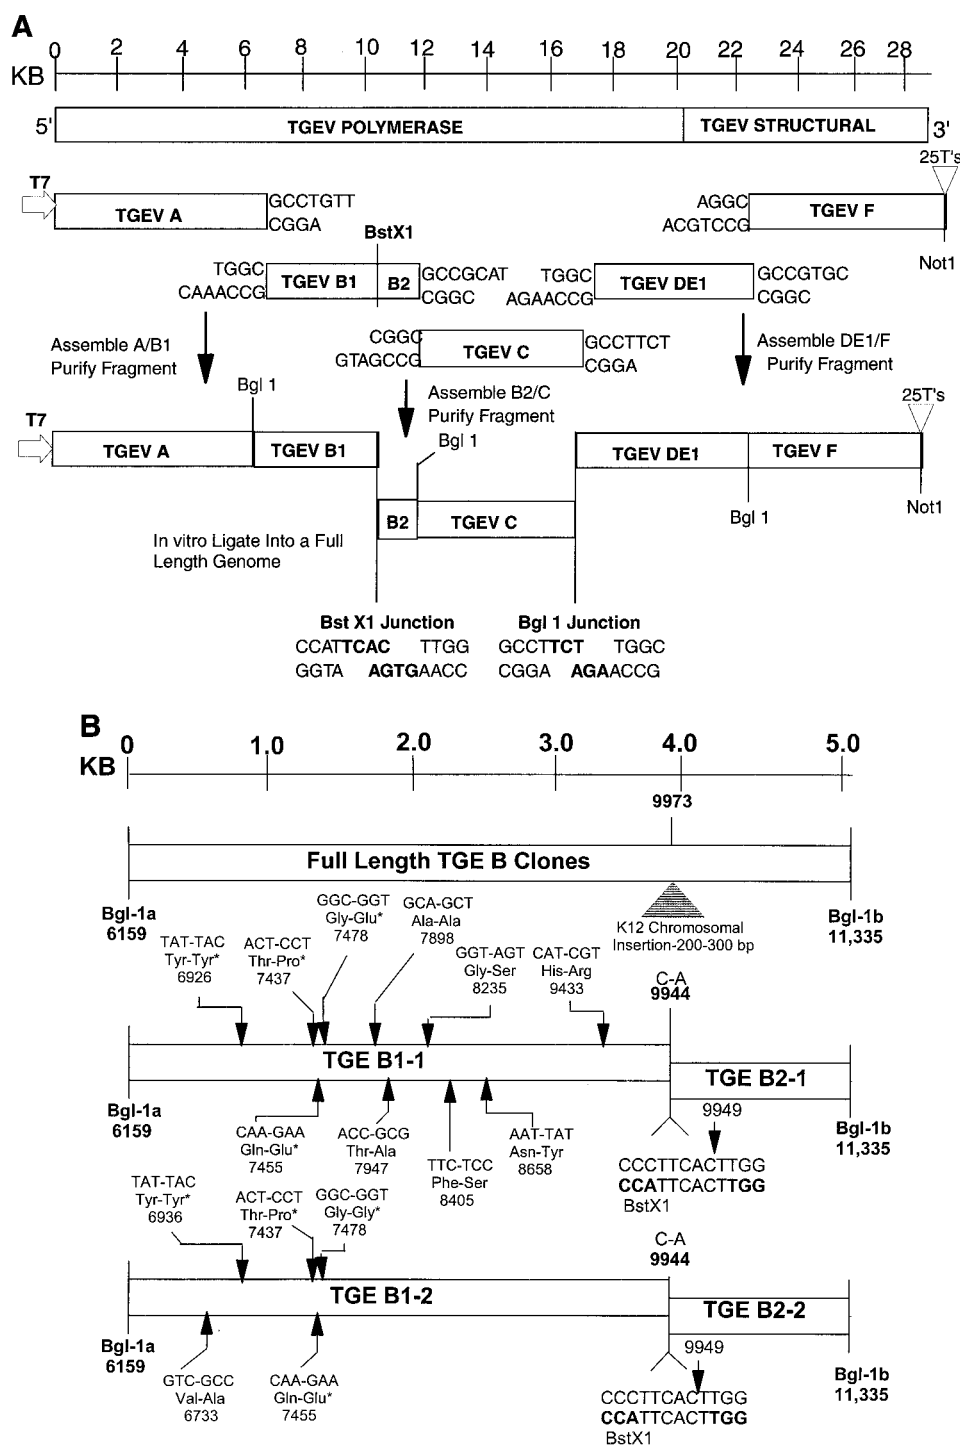 A
0 2 4 6 8 10 12 14 16 18 20 22 24 26 28
KB
5' TGEV POLYMERASE TGEV STRUCTURAL 3'
25T's
T7
TGEV A GCCTGTT
CGGA
AGGC TGEV F
ACGTCCG
BstX1
Not1
TGGC TGEV B1 B2 GCCGCAT
CAAACCG CGGC
TGGC TGEV DE1 GCCGTGC
AGAACCG CGGC
CGGC TGEV C GCCTTCT
GTAGCCG CGGA
Assemble A/B1
Purify Fragment
Assemble DE1/F
Purify Fragment
Bgl 1
Assemble B2/C
Purify Fragment
Bgl 1
25T's
T7
TGEV A TGEV B1 TGEV DE1 TGEV F
Bgl 1
Not1
B2 TGEV C
In vitro Ligate Into a Full
Length Genome
Bst X1 Junction Bgl 1 Junction
CCATTCAC TTGG GCCTTCT TGGC
GGTA AGTGAACC CGGA AGAACCG
B
0 1.0 2.0 3.0 4.0 5.0
KB
9973
Full Length TGE B Clones
Bgl-1a
6159
K12 Chromosomal
Insertion-200-300 bp
Bgl-1b
11,335
TAT-TAC
Tyr-Tyr*
6926
ACT-CCT
Thr-Pro*
7437
GGC-GGT
Gly-Glu*
7478
GCA-GCT
Ala-Ala
7898
GGT-AGT
Gly-Ser
8235
CAT-CGT
His-Arg
9433
C-A
9944
TGE B1-1
TGE B2-1
Bgl-1a
6159
Bgl-1b
11,335
CAA-GAA
Gln-Glu*
7455
ACC-GCG
Thr-Ala
7947
TTC-TCC
Phe-Ser
8405
AAT-TAT
Asn-Tyr
8658
9949
CCCTTCACTTGG
CCATTCACTTGG
BstX1
TAT-TAC
Tyr-Tyr*
6936
ACT-CCT
Thr-Pro*
7437
GGC-GGT
Gly-Gly*
7478
C-A
9944
TGE B1-2
TGE B2-2
Bgl-1a
6159
Bgl-1b
11,335
GTC-GCC
Val-Ala
6733
CAA-GAA
Gln-Glu*
7455
9949
CCCTTCACTTGG
CCATTCACTTGG
BstX1